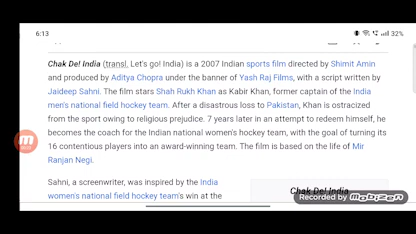 6:13
32%
Chak De! India (transl. Let's go! India) is a 2007 Indian sports film directed by Shimit Amin
and produced by Aditya Chopra under the banner of Yash Raj Films, with a script written by
Jaideep Sahni. The film stars Shah Rukh Khan as Kabir Khan, former captain of the India
men's national field hockey team. After a disastrous loss to Pakistan, Khan is ostracized
from the sport owing to religious prejudice. 7 years later in an attempt to redeem himself, he
becomes the coach for the Indian national women's hockey team, with the goal of turning its
16 contentious players into an award-winning team. The film is based on the life of Mir
Ranjan Negi.
Sahni, a screenwriter, was inspired by the India
women's national field hockey team's win at the
Chak De! India
Recorded by Mobizen